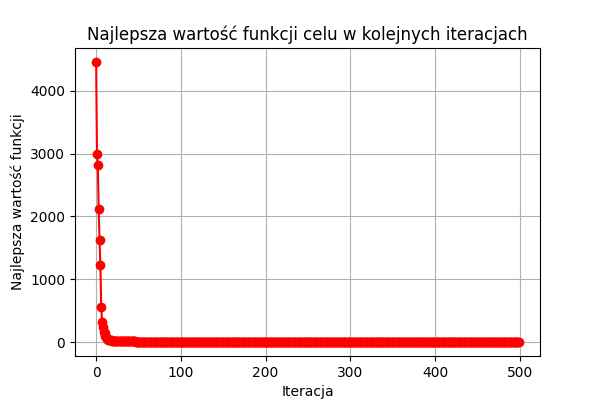 Najlepsza wartość funkcji celu w kolejnych iteracjach
Najlepsza wartość funkcji
4000
3000
2000
1000
0
0 100 200 300 400 500
Iteracja